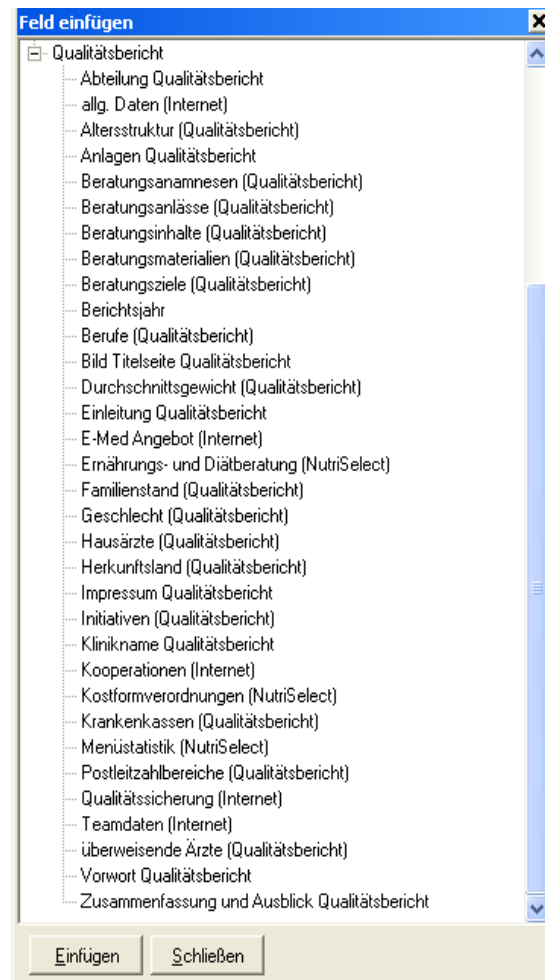 Feld einfügen
Qualitätsbericht
Abteilung Qualitätsbericht
allg. Daten (Internet)
Altersstruktur (Qualitätsbericht)
Anlagen Qualitätsbericht
Beratungsanamnesen (Qualitätsbericht)
Beratungsanlässe (Qualitätsbericht)
Beratungsinhalte (Qualitätsbericht)
Beratungsmaterialien (Qualitätsbericht)
Beratungsziele (Qualitätsbericht)
Berichtsjahr
Berufe (Qualitätsbericht)
Bild Titelseite Qualitätsbericht
Durchschnittsgewicht (Qualitätsbericht)
Einleitung Qualitätsbericht
E-Med Angebot (Internet)
Ernährungs- und Diätberatung (NutriSelect)
Familienstand (Qualitätsbericht)
Geschlecht (Qualitätsbericht)
Hausärzte (Qualitätsbericht)
Herkunftsland (Qualitätsbericht)
Impressum Qualitätsbericht
Initiativen (Qualitätsbericht)
Klinikname Qualitätsbericht
Kooperationen (Internet)
Kostformverordnungen (NutriSelect)
Krankenkassen (Qualitätsbericht)
Menüstatistik (NutriSelect)
Postleitzahlbereiche (Qualitätsbericht)
Qualitätssicherung (Internet)
Teamdaten (Internet)
überweisende Ärzte (Qualitätsbericht)
Vorwort Qualitätsbericht
Zusammenfassung und Ausblick Qualitätsbericht
Einfügen Schließen